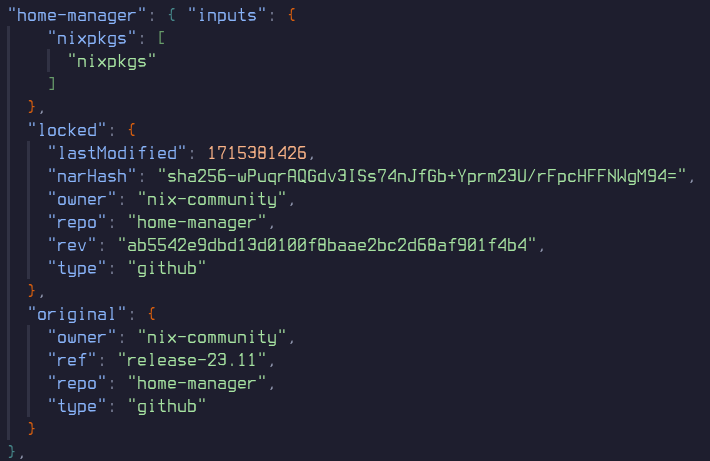 "home-manager": { "inputs": {
"nixpkgs": [
"nixpkgs"
]
},
"locked": {
"lastModified": 1715381426,
"narHash": "sha256-wPuqrAQGdv3ISs74nJfGb+Yprm23U/rFpcHFFNWgM94=",
"owner": "nix-community",
"repo": "home-manager",
"rev": "ab5542e9dbd13d0100f8baae2bc2d68af901f4b4",
"type": "github"
},
"original": {
"owner": "nix-community",
"ref": "release-23.11",
"repo": "home-manager",
"type": "github"
}
},